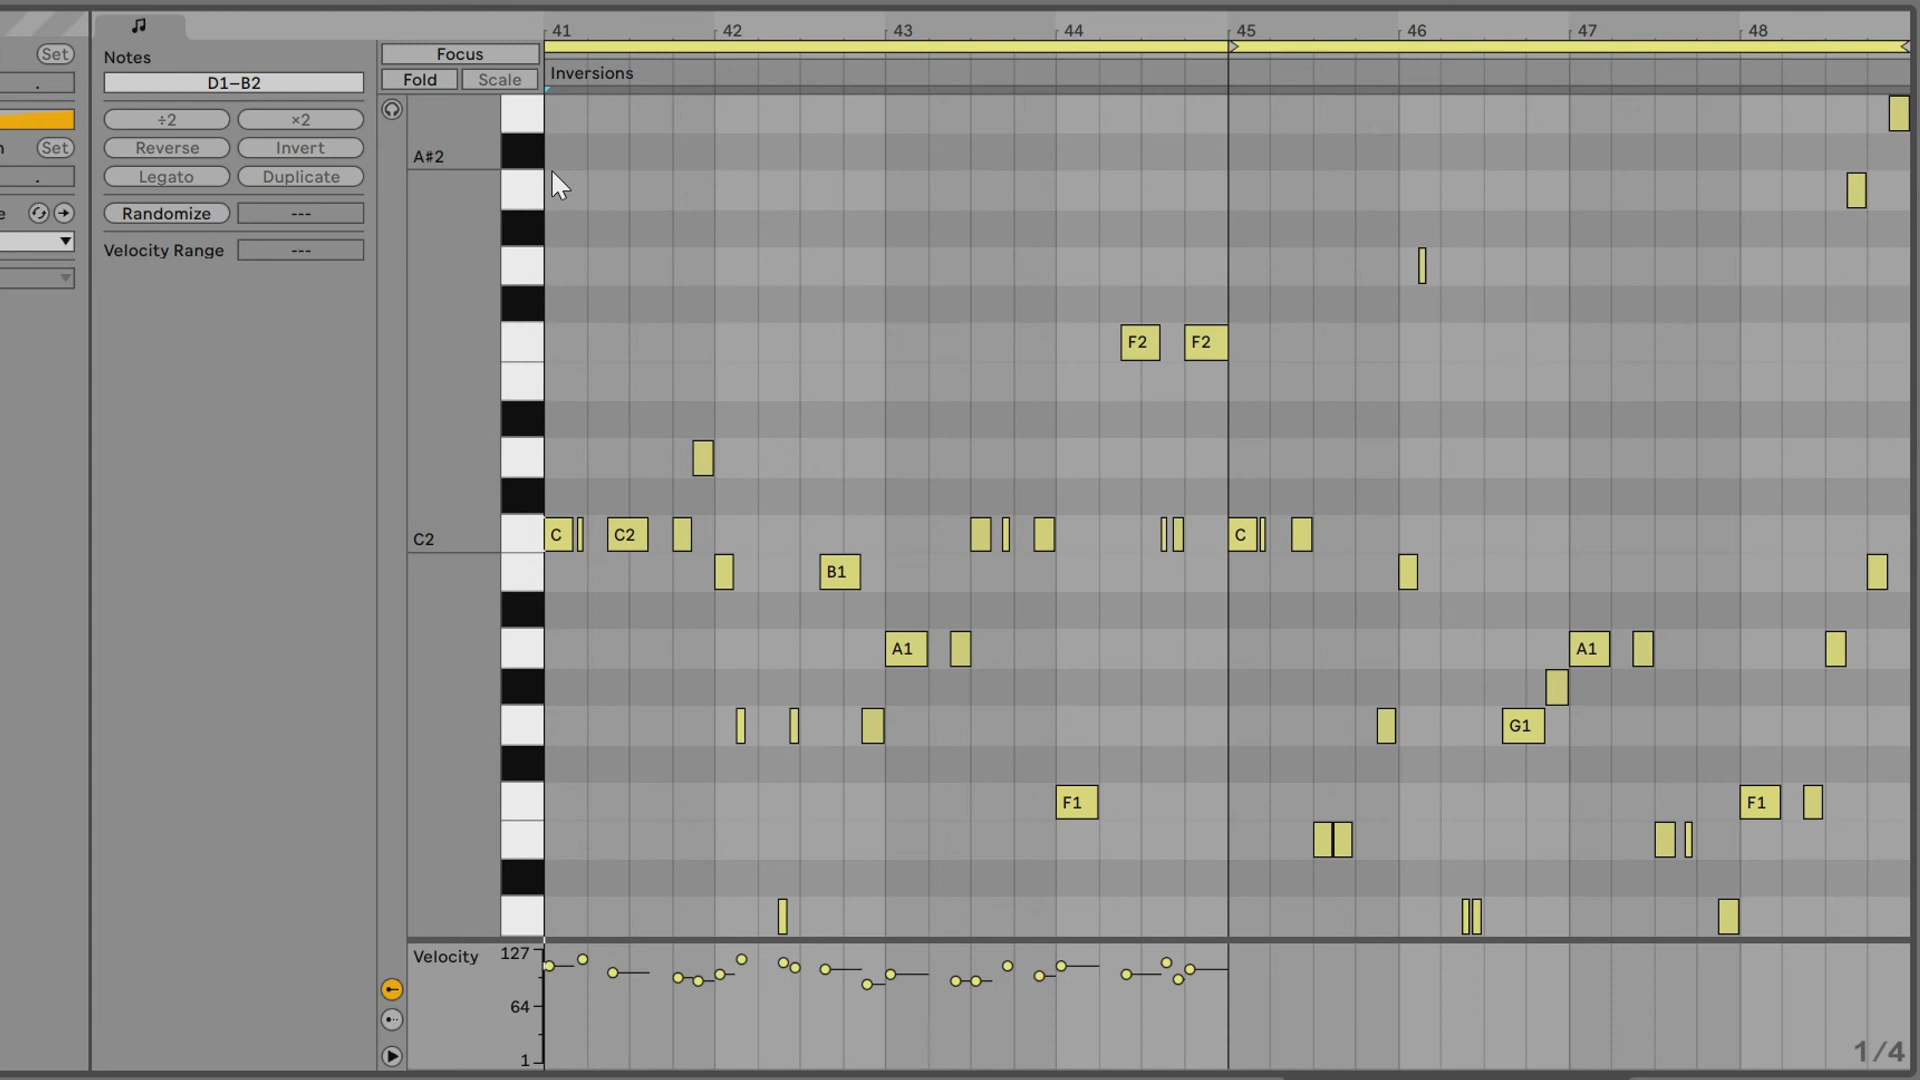 41 42 43 44 45 46 47 48
Set
Notes
Focus
D1–B2
Fold Scale
Inversions
÷2 ×2
Set
Reverse Invert
A#2
Legato Duplicate
Randomize ---
Velocity Range ---
F2 F2
C2
C C2 C
B1
A1 A1
G1
F1 F1
Velocity 127
64
1
1/4